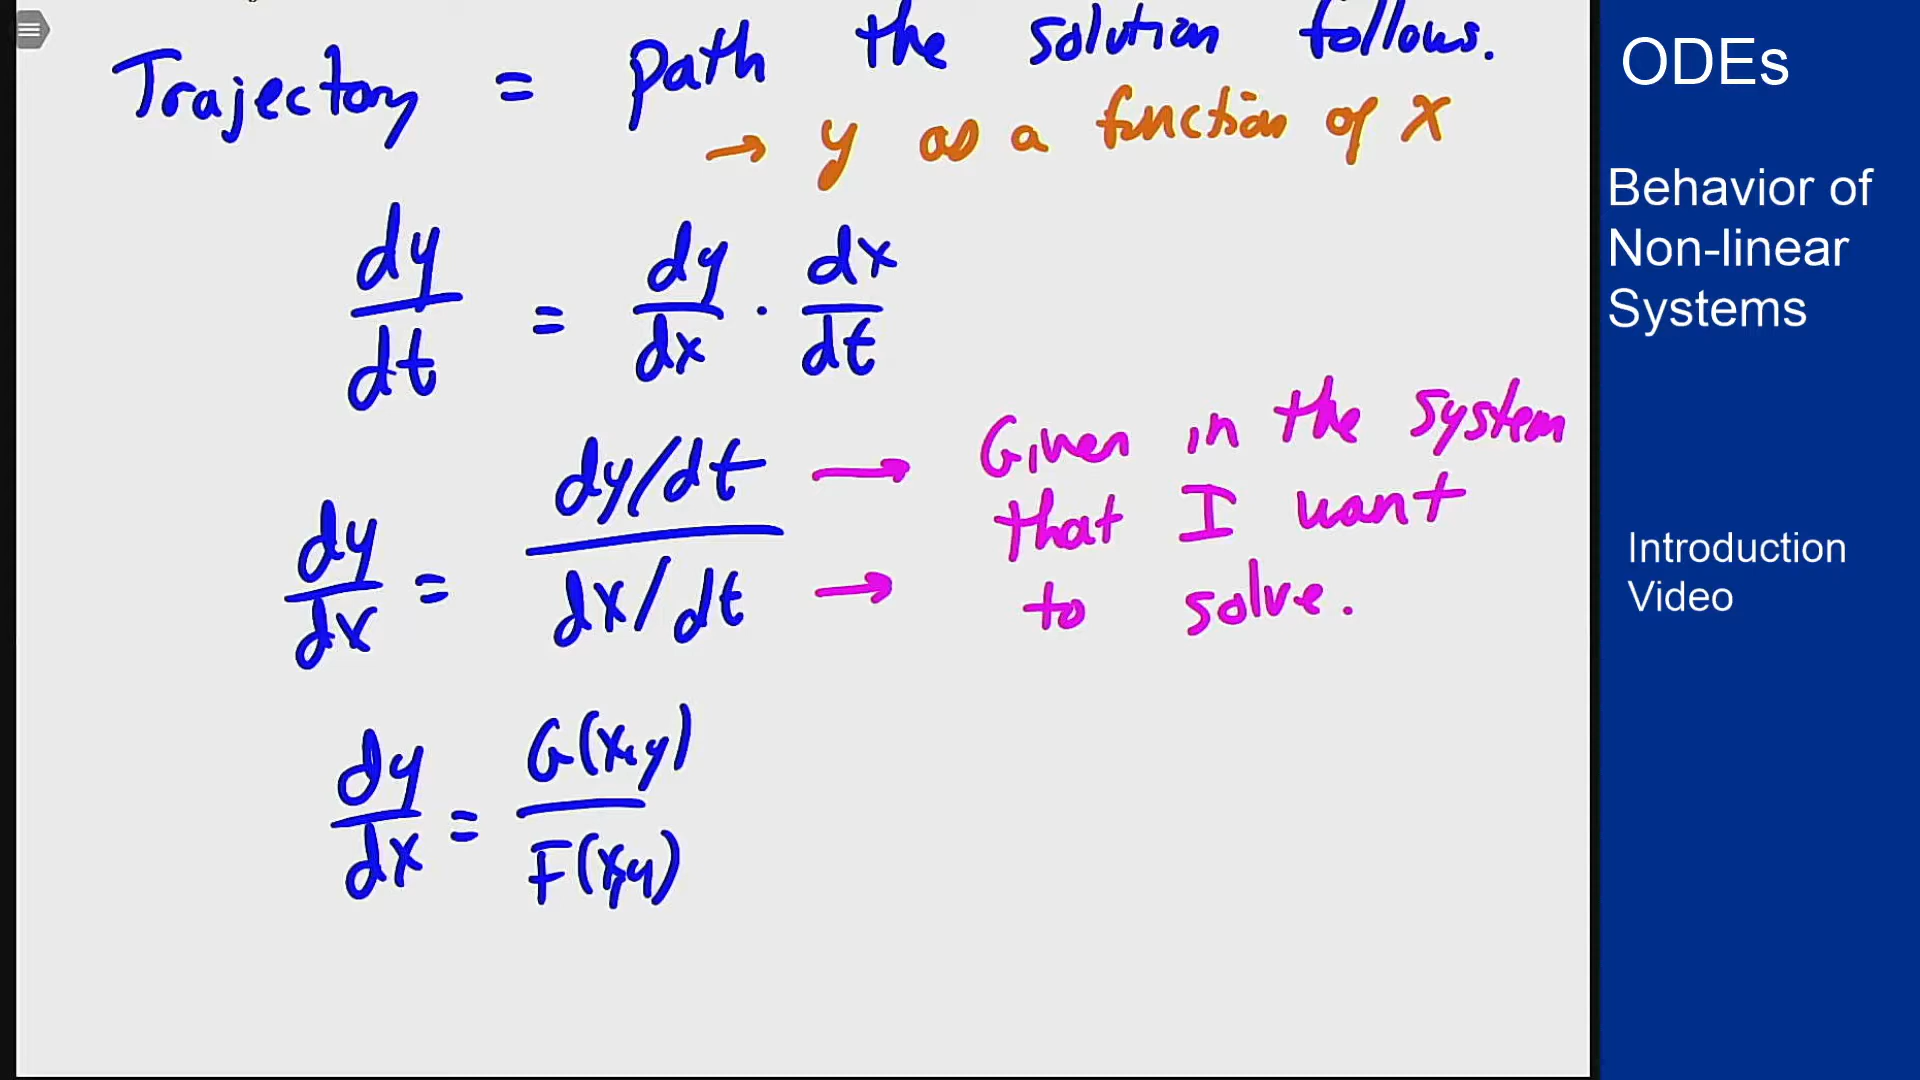 Trajectory = path the solution follows.
→ y as a function of x
dy/dt = dy/dx · dx/dt
dy/dx = (dy/dt)/(dx/dt)
→ Given in the system
that I want
→ to solve.
dy/dx = G(x,y)/F(x,y)
ODEs
Behavior of
Non-linear
Systems
Introduction
Video